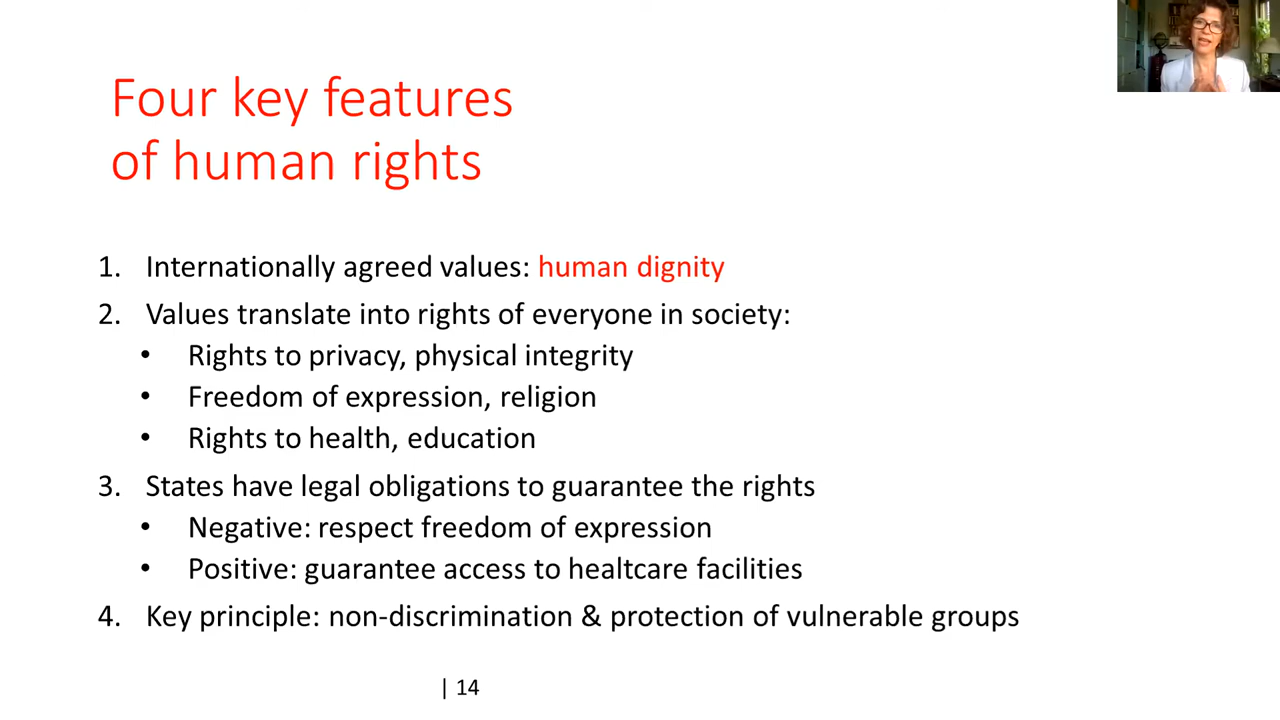 Four key features
of human rights
1. Internationally agreed values: human dignity
2. Values translate into rights of everyone in society:
• Rights to privacy, physical integrity
• Freedom of expression, religion
• Rights to health, education
3. States have legal obligations to guarantee the rights
• Negative: respect freedom of expression
• Positive: guarantee access to healtcare facilities
4. Key principle: non-discrimination & protection of vulnerable groups
| 14